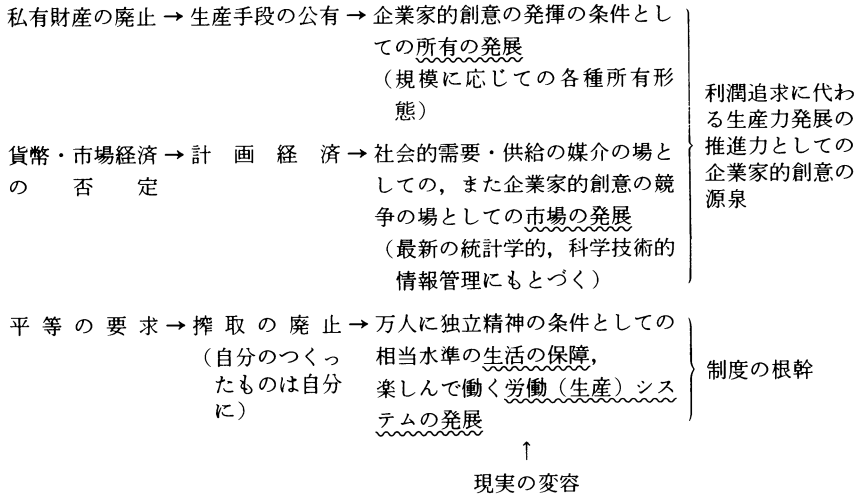 私有財産の廃止→生産手段の公有→企業家的創意の発揮の条件とし
ての所有の発展
（規模に応じての各種所有形
態）
利潤追求に代わ
る生産力発展の
推進力としての
企業家的創意の
源泉
貨幣・市場経済→計画経済→社会的需要・供給の媒介の場と
の否定
しての，また企業家的創意の競
争の場としての市場の発展
（最新の統計学的，科学技術的
情報管理にもとづく）
平等の要求→搾取の廃止→万人に独立精神の条件としての
（自分のつくっ
たものは自分
に）
相当水準の生活の保障，
楽しんで働く労働（生産）シス
テムの発展
制度の根幹
↑
現実の変容